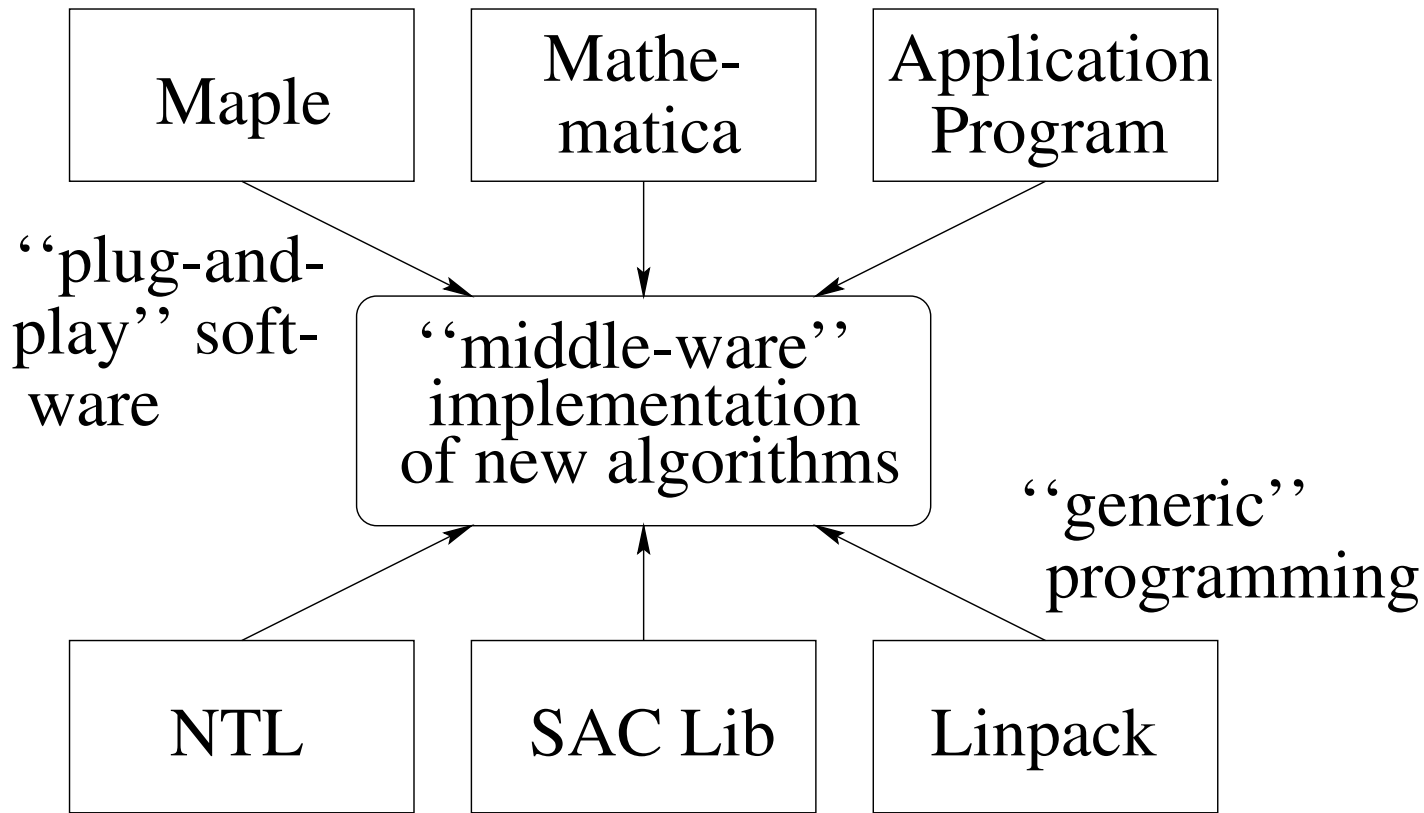 Maple
Mathe-
matica
Application
Program
‘‘plug-and-
play’’ soft-
ware
‘‘middle-ware’’
implementation
of new algorithms
‘‘generic’’
programming
NTL
SAC Lib
Linpack